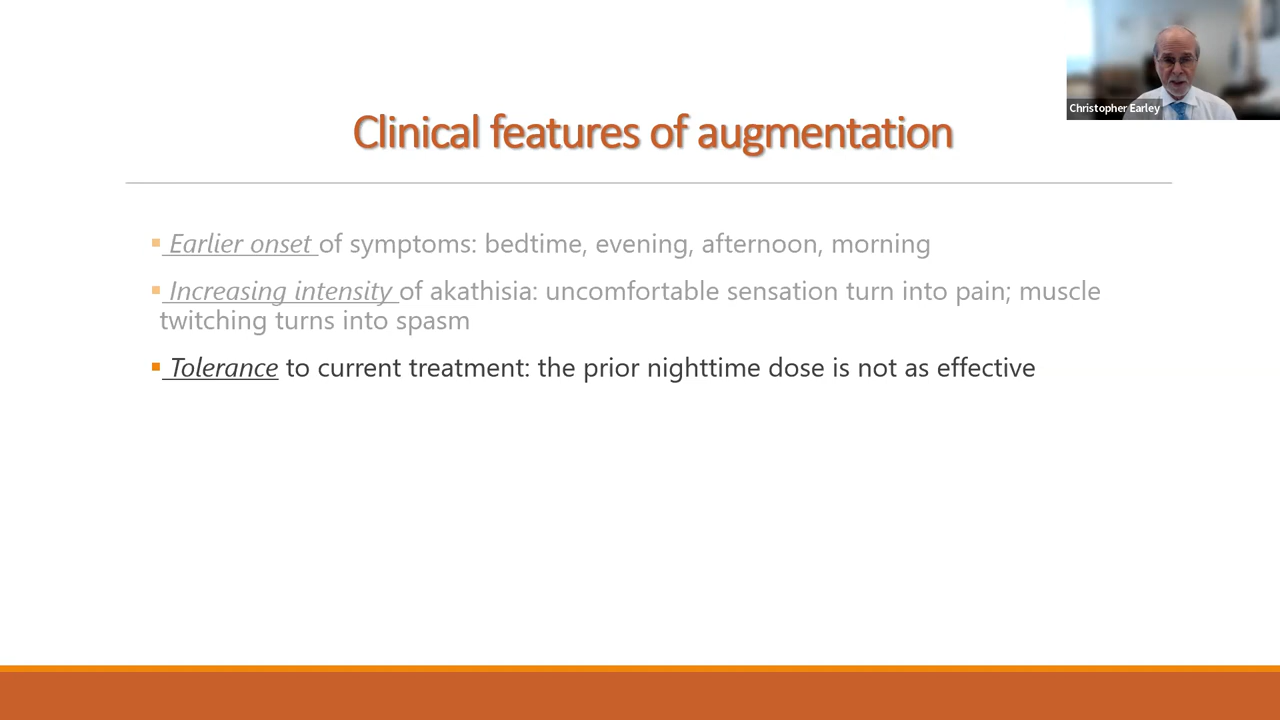 Christopher Earley
Clinical features of augmentation
Earlier onset of symptoms: bedtime, evening, afternoon, morning
Increasing intensity of akathisia: uncomfortable sensation turn into pain; muscle
twitching turns into spasm
Tolerance to current treatment: the prior nighttime dose is not as effective